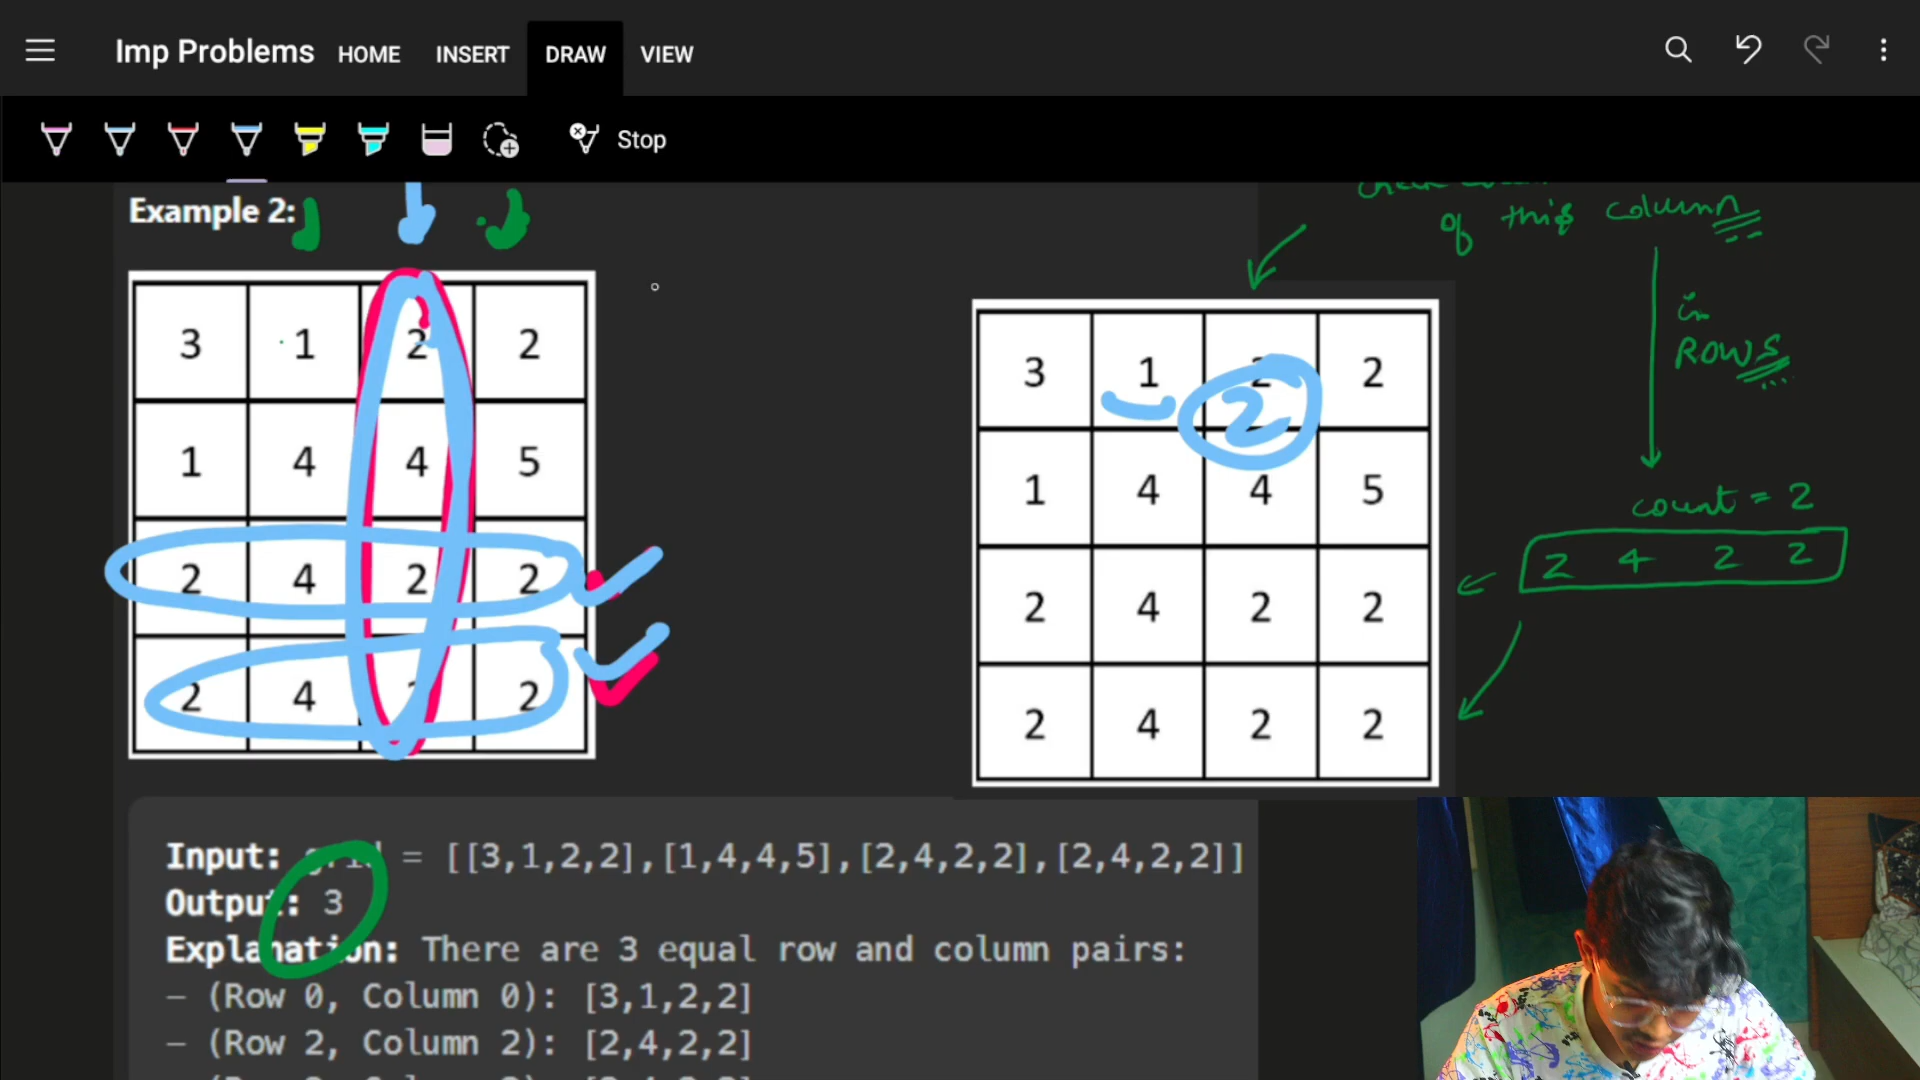 Imp Problems HOME INSERT DRAW VIEW
Stop
of this column
Example 2:
in
ROWS
3 1 2 2
1 4 4 5
2 4 2 2
2 4 2
3 1 2 2
2
1 4 4 5
2 4 2 2
2 4 2 2
count = 2
2 4 2 2
Input: grid = [[3,1,2,2],[1,4,4,5],[2,4,2,2],[2,4,2,2]]
Output: 3
Explanation: There are 3 equal row and column pairs:
– (Row 0, Column 0): [3,1,2,2]
– (Row 2, Column 2): [2,4,2,2]